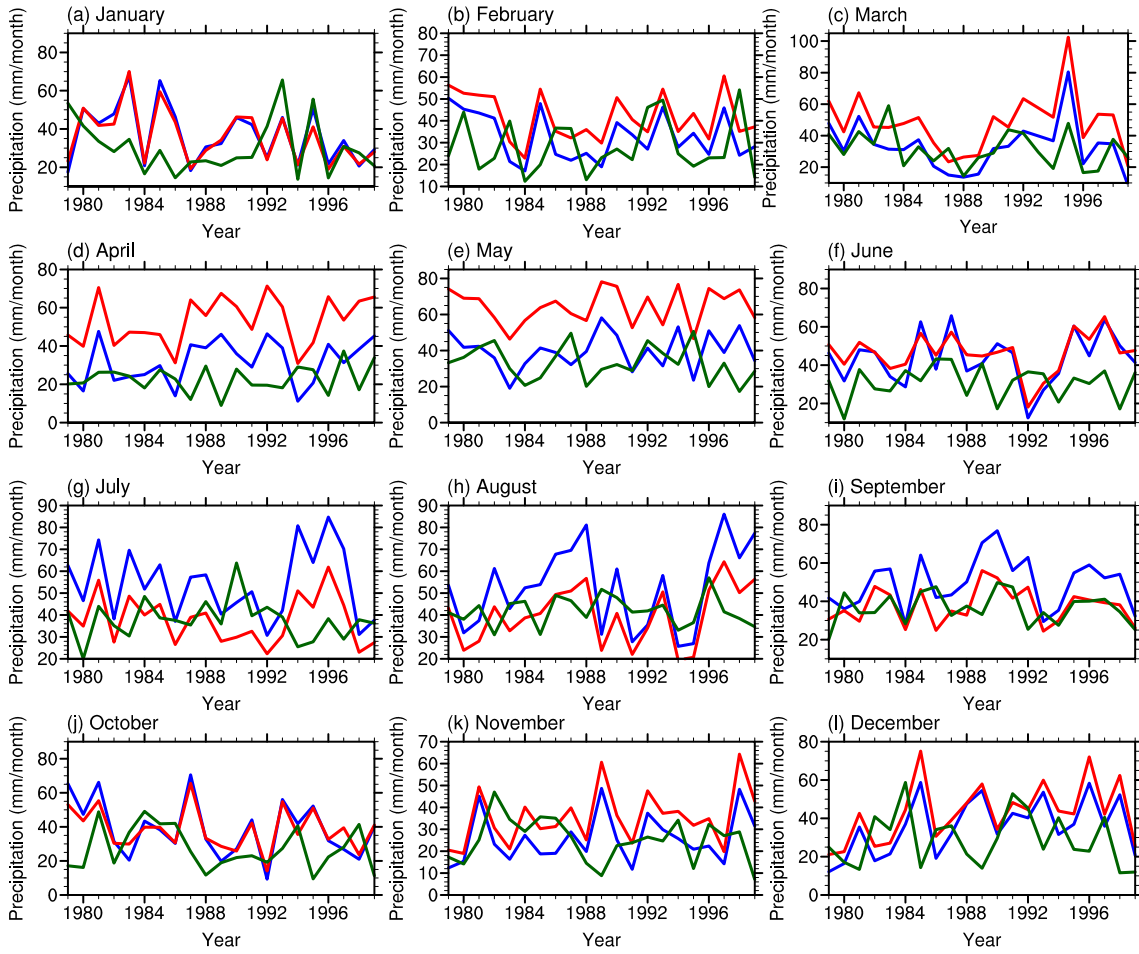 (a) January
Precipitation (mm/month)
80
60
40
20
1980 1984 1988 1992 1996
Year
(b) February
Precipitation (mm/month)
80
70
60
50
40
30
20
10
1980 1984 1988 1992 1996
Year
(c) March
Precipitation (mm/month)
100
80
60
40
20
1980 1984 1988 1992 1996
Year
(d) April
Precipitation (mm/month)
80
60
40
20
0
1980 1984 1988 1992 1996
Year
(e) May
Precipitation (mm/month)
80
60
40
20
0
1980 1984 1988 1992 1996
Year
(f) June
Precipitation (mm/month)
80
60
40
20
1980 1984 1988 1992 1996
Year
(g) July
Precipitation (mm/month)
90
80
70
60
50
40
30
20
1980 1984 1988 1992 1996
Year
(h) August
Precipitation (mm/month)
90
80
70
60
50
40
30
20
1980 1984 1988 1992 1996
Year
(i) September
Precipitation (mm/month)
80
60
40
20
1980 1984 1988 1992 1996
Year
(j) October
Precipitation (mm/month)
80
60
40
20
0
1980 1984 1988 1992 1996
Year
(k) November
Precipitation (mm/month)
70
60
50
40
30
20
10
0
1980 1984 1988 1992 1996
Year
(l) December
Precipitation (mm/month)
80
60
40
20
0
1980 1984 1988 1992 1996
Year